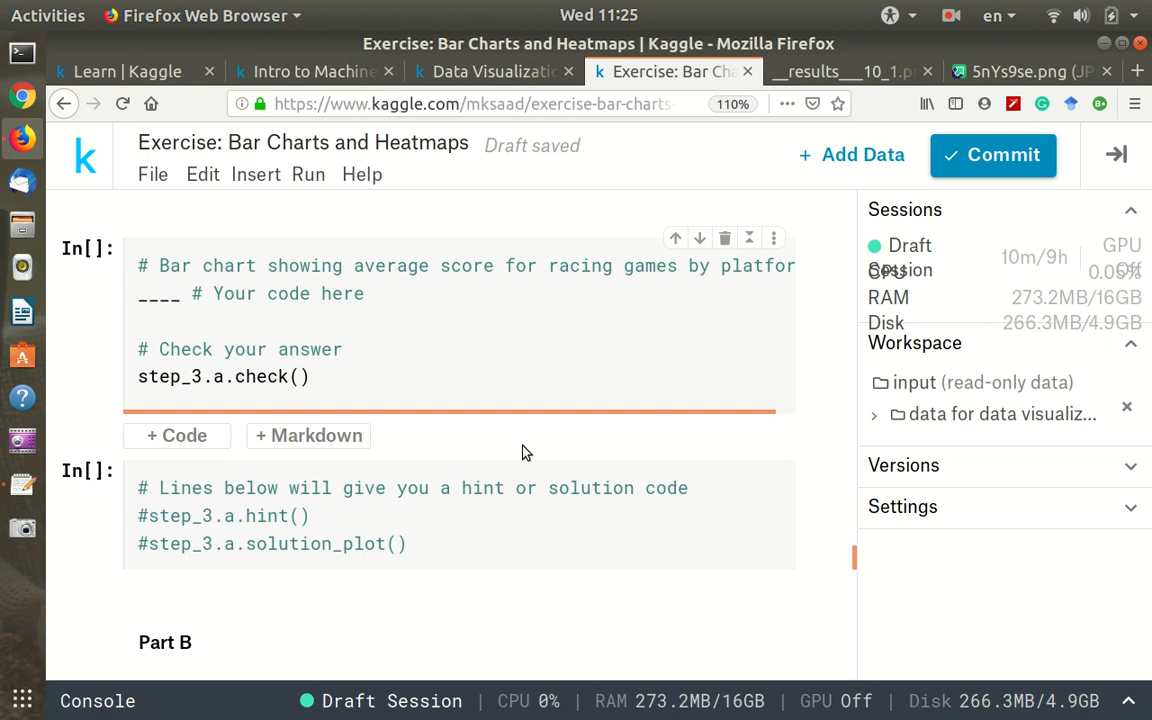 Activities Firefox Web Browser Wed 11:25 en
Exercise: Bar Charts and Heatmaps | Kaggle - Mozilla Firefox
Learn | Kaggle Intro to Machine Data Visualizatio Exercise: Bar Cha __results___10_1.p 5nYs9se.png (JP
https://www.kaggle.com/mksaad/exercise-bar-charts- 110%
Exercise: Bar Charts and Heatmaps Draft saved
+ Add Data Commit
File Edit Insert Run Help
Sessions
Draft Session 10m/9h GPU Off
CPU 0.05%
RAM 273.2MB/16GB
Disk 266.3MB/4.9GB
Workspace
input (read-only data)
data for data visualiz...
Versions
Settings
In[]:
# Bar chart showing average score for racing games by platfor
____ # Your code here
# Check your answer
step_3.a.check()
+ Code + Markdown
In[]:
# Lines below will give you a hint or solution code
#step_3.a.hint()
#step_3.a.solution_plot()
Part B
Console Draft Session | CPU 0% | RAM 273.2MB/16GB | GPU Off | Disk 266.3MB/4.9GB